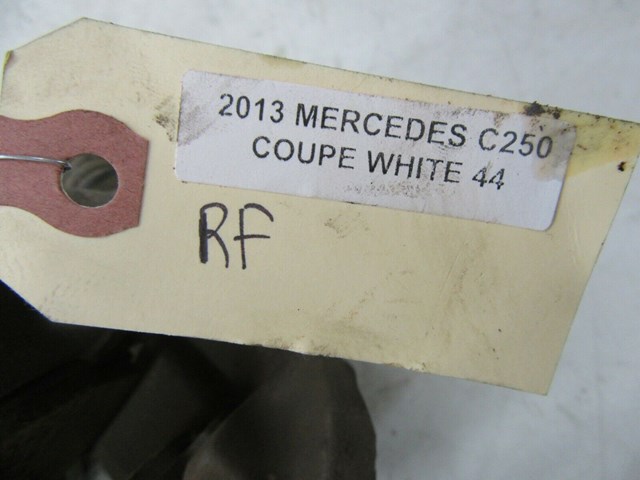 2013 MERCEDES C250
COUPE WHITE 44
RF